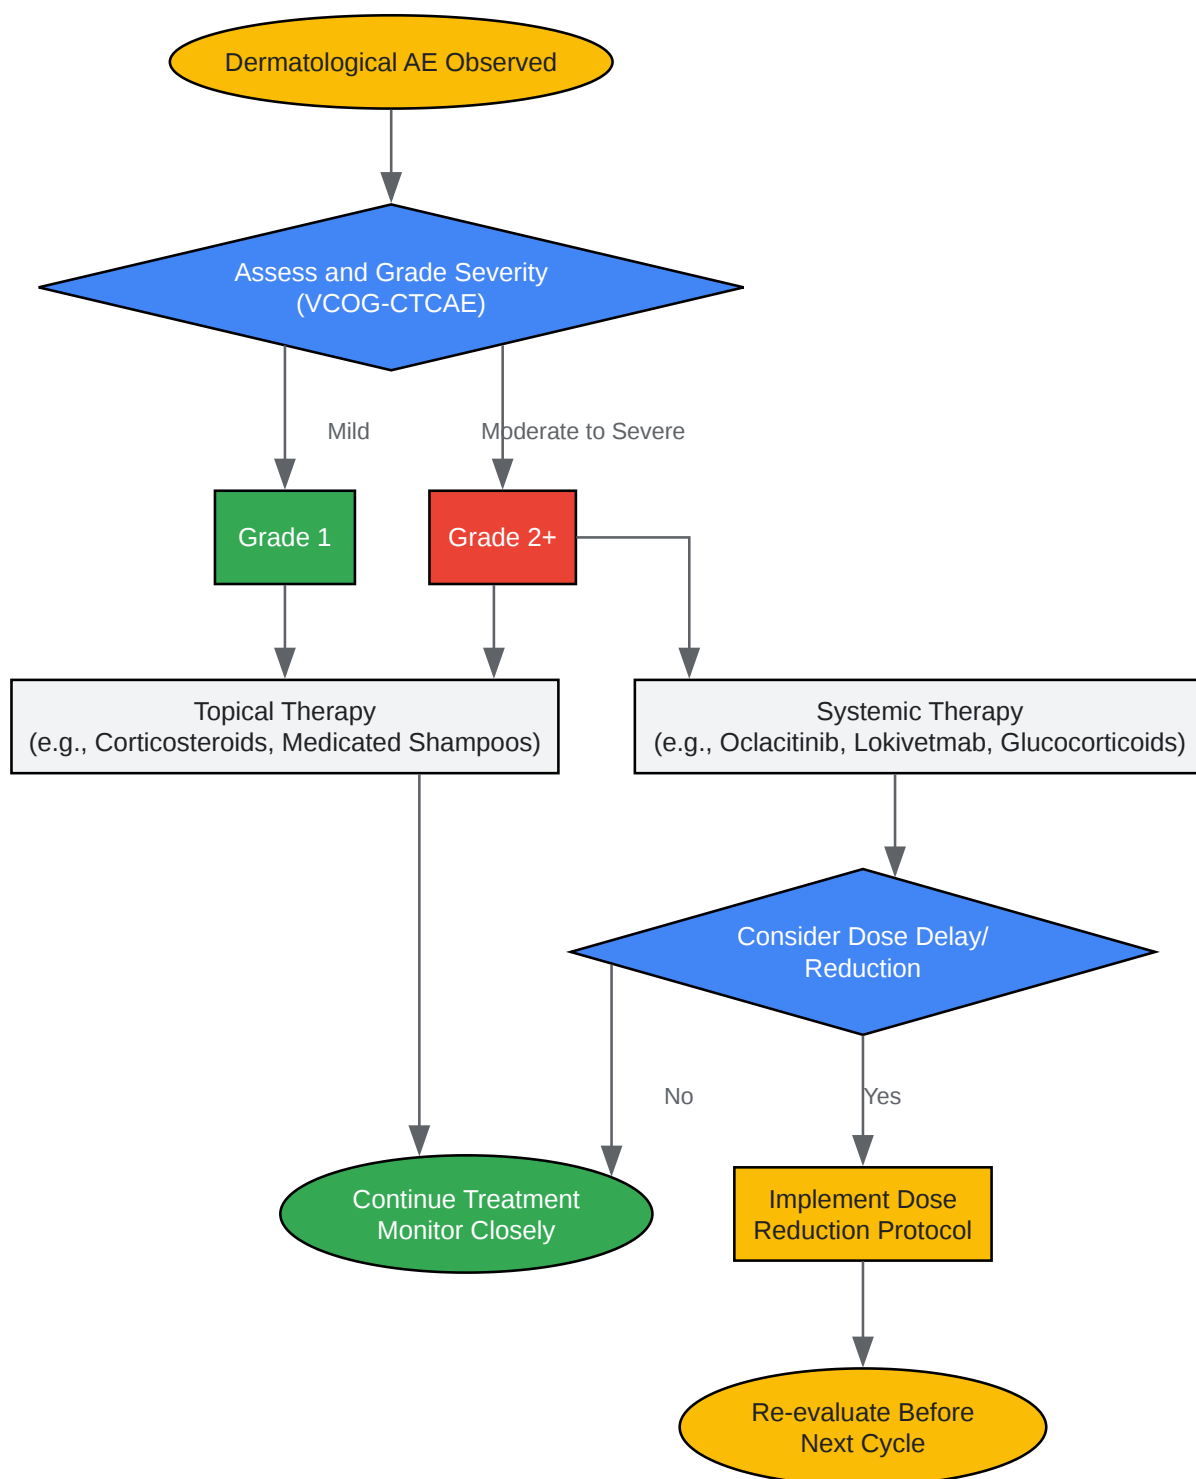 Dermatological AE Observed
Assess and Grade Severity
(VCOG-CTCAE)
Mild
Moderate to Severe
Grade 1
Grade 2+
Topical Therapy
(e.g., Corticosteroids, Medicated Shampoos)
Systemic Therapy
(e.g., Oclacitinib, Lokivetmab, Glucocorticoids)
Consider Dose Delay/
Reduction
No
Yes
Continue Treatment
Monitor Closely
Implement Dose
Reduction Protocol
Re-evaluate Before
Next Cycle